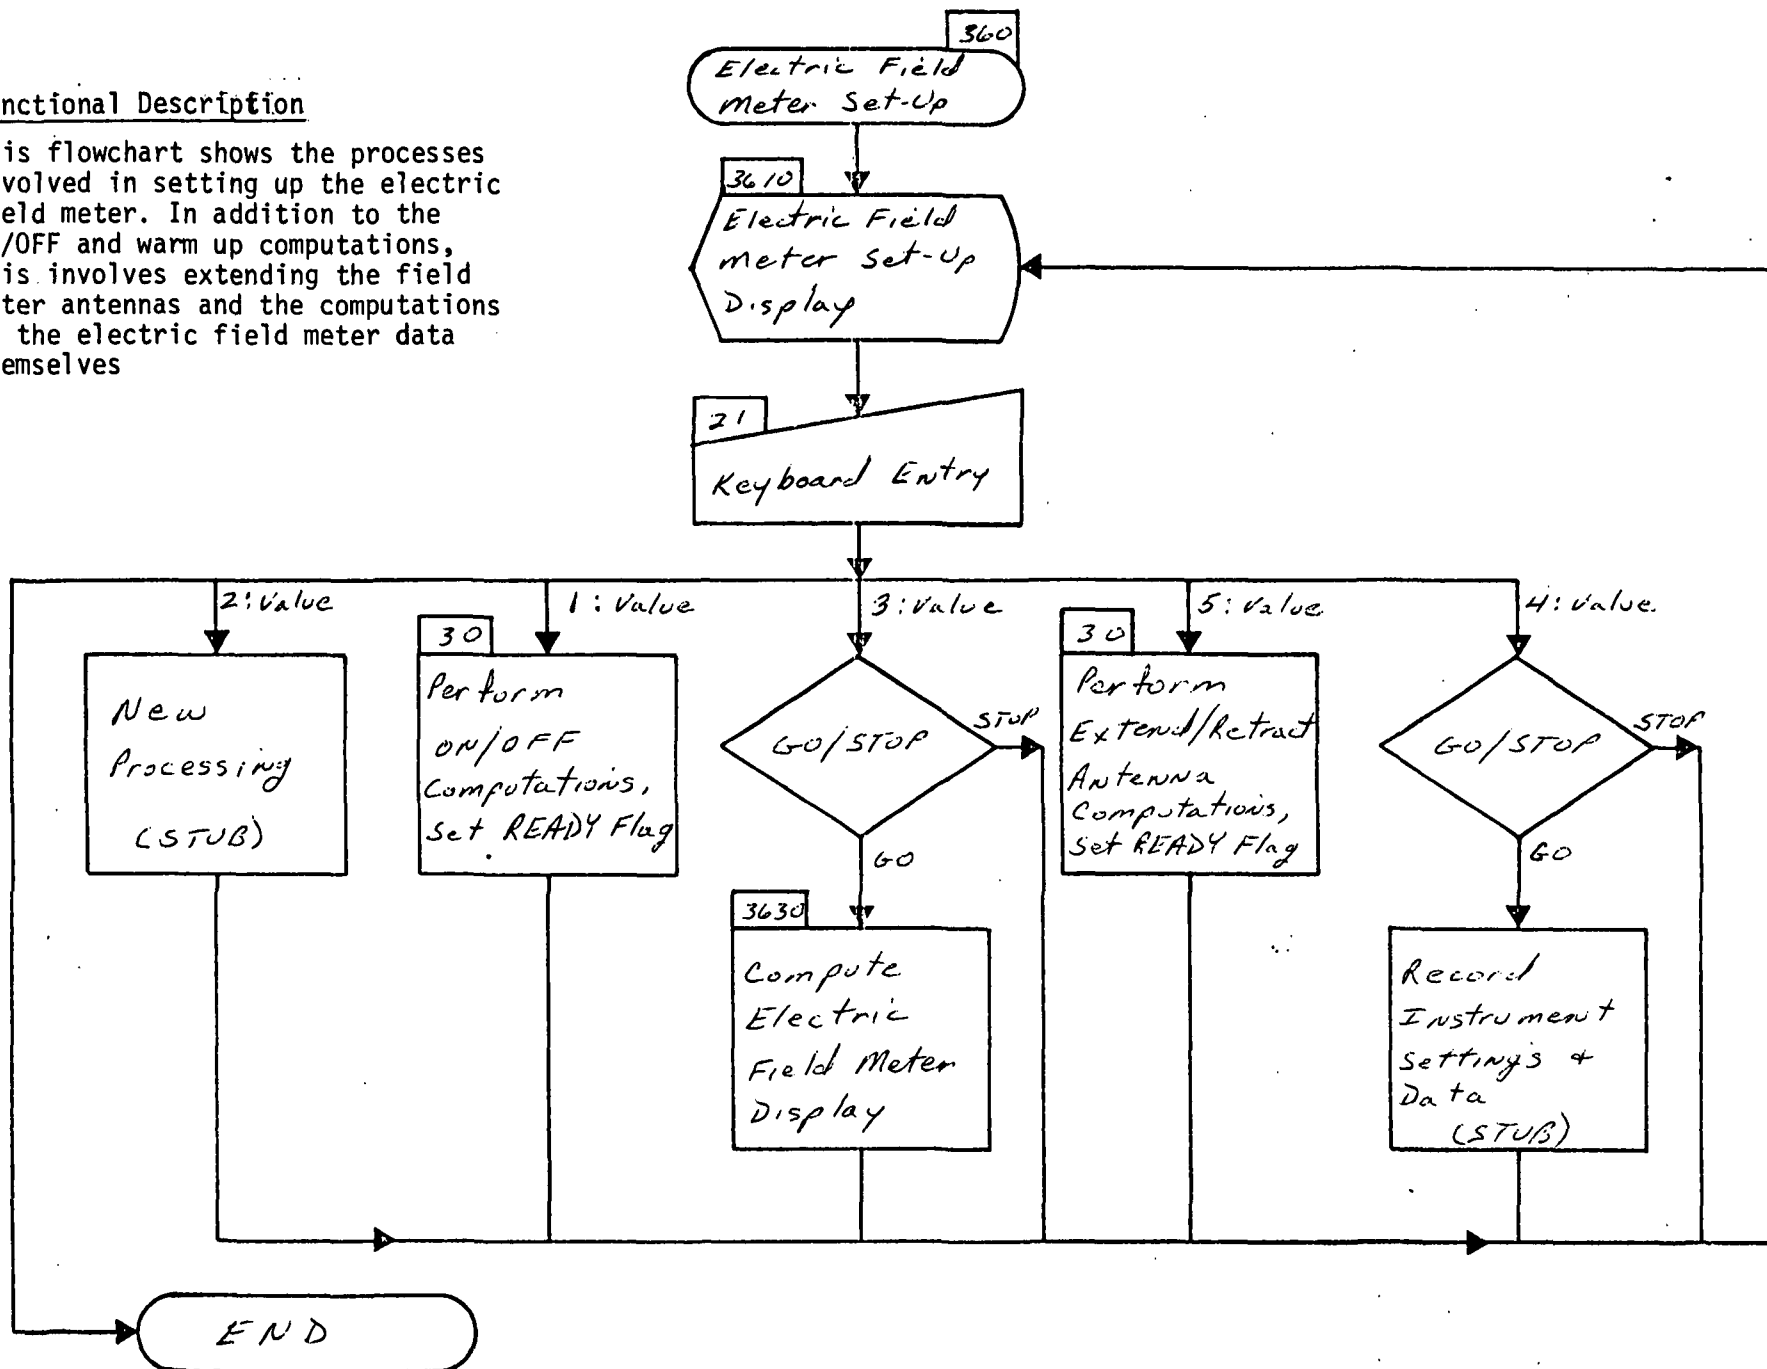 nctional Description
is flowchart shows the processes
volved in setting up the electric
eld meter. In addition to the
/OFF and warm up computations,
is involves extending the field
ter antennas and the computations
the electric field meter data
emselves
360
Electric Field
Meter Set-Up
3610
Electric Field
Meter Set-Up
Display
21
Keyboard Entry
2: Value
1: Value
3: Value
5: Value
4: Value
New
Processing
(STUB)
30
Perform
ON/OFF
Computations,
Set READY Flag
GO/STOP
STOP
GO
3630
Compute
Electric
Field Meter
Display
30
Perform
Extend/Retract
Antenna
Computations,
Set READY Flag
GO/STOP
STOP
GO
Record
Instrument
Settings &
Data
(STUB)
END